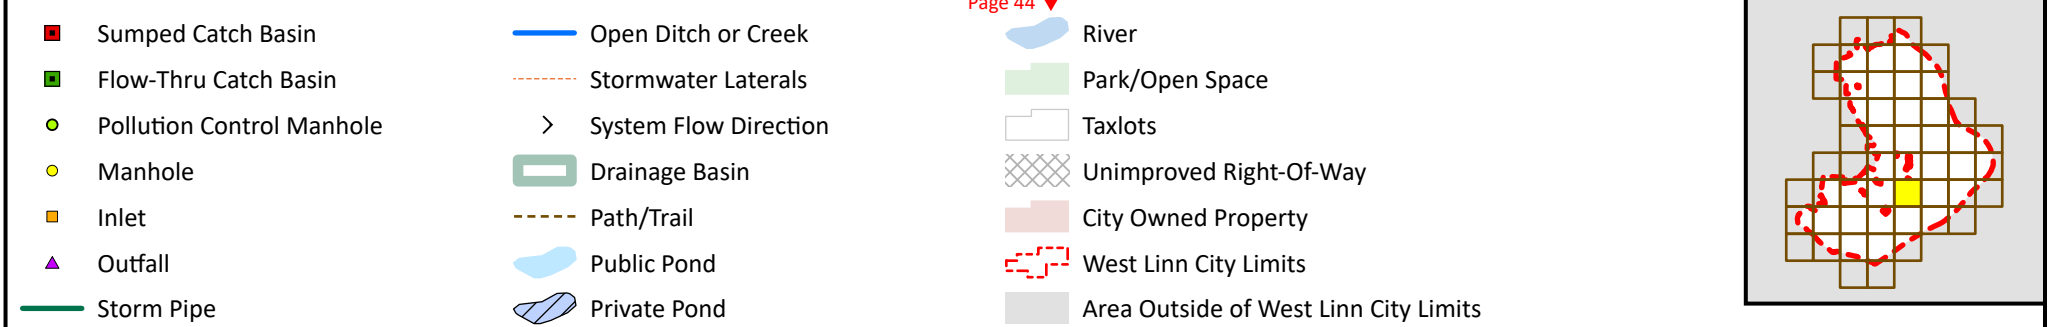 Page 44
Sumped Catch Basin
Flow-Thru Catch Basin
Pollution Control Manhole
Manhole
Inlet
Outfall
Storm Pipe
Open Ditch or Creek
Stormwater Laterals
System Flow Direction
Drainage Basin
Path/Trail
Public Pond
Private Pond
River
Park/Open Space
Taxlots
Unimproved Right-Of-Way
City Owned Property
West Linn City Limits
Area Outside of West Linn City Limits